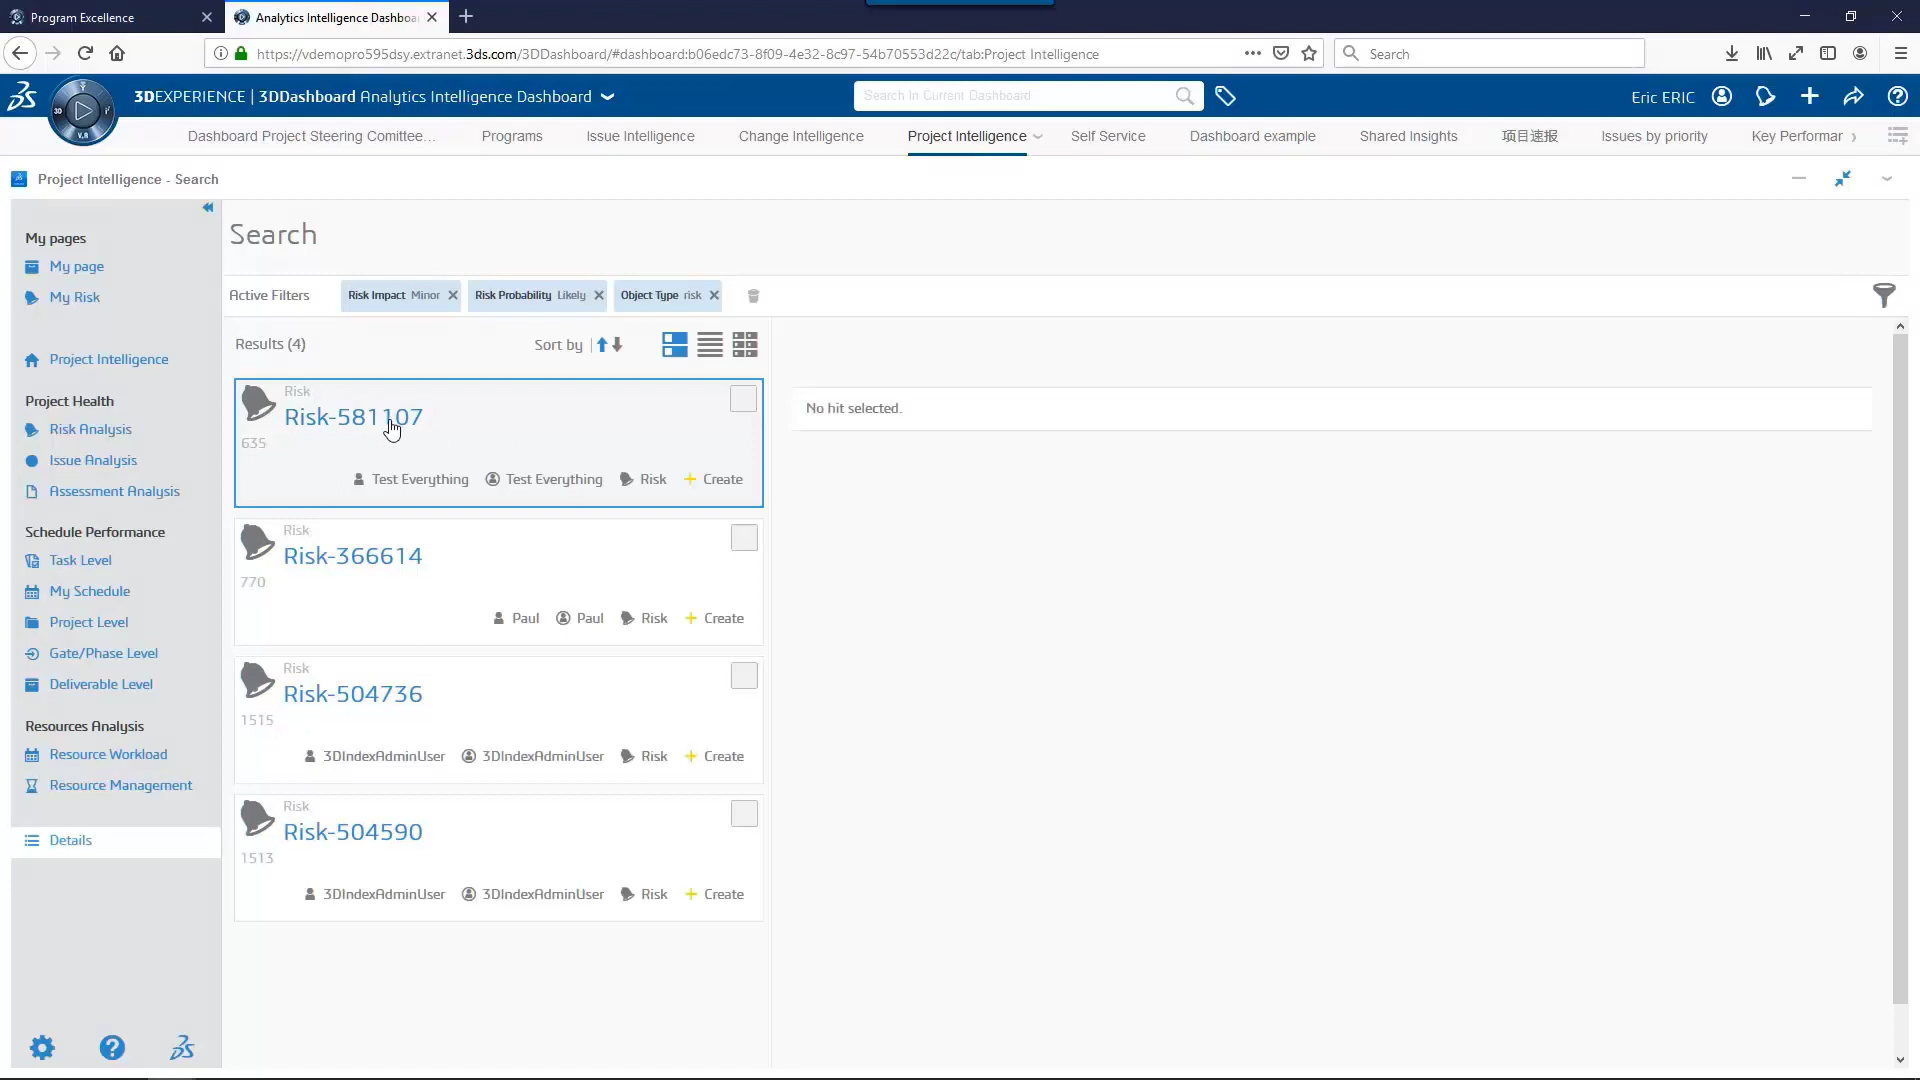 Program Excellence
Analytics Intelligence Dashboa
https://vdemopro595dsy.extranet.3ds.com/3DDashboard/#dashboard:b06edc73-8f09-4e32-8c97-54b70553d22c/tab:Project Intelligence
Search
3DEXPERIENCE | 3DDashboard Analytics Intelligence Dashboard
Search In Current Dashboard
Eric ERIC
3D
V.R
Dashboard Project Steering Comittee...
Programs
Issue Intelligence
Change Intelligence
Project Intelligence
Self Service
Dashboard example
Shared Insights
项目速报
Issues by priority
Key Performar
Project Intelligence - Search
My pages
My page
My Risk
Project Intelligence
Project Health
Risk Analysis
Issue Analysis
Assessment Analysis
Schedule Performance
Task Level
My Schedule
Project Level
Gate/Phase Level
Deliverable Level
Resources Analysis
Resource Workload
Resource Management
Details
Search
Active Filters
Risk Impact Minor
Risk Probability Likely
Object Type risk
Results (4)
Sort by
Risk
Risk-581107
635
Test Everything Test Everything Risk Create
Risk
Risk-366614
770
Paul Paul Risk Create
Risk
Risk-504736
1515
3DIndexAdminUser 3DIndexAdminUser Risk Create
Risk
Risk-504590
1513
3DIndexAdminUser 3DIndexAdminUser Risk Create
No hit selected.